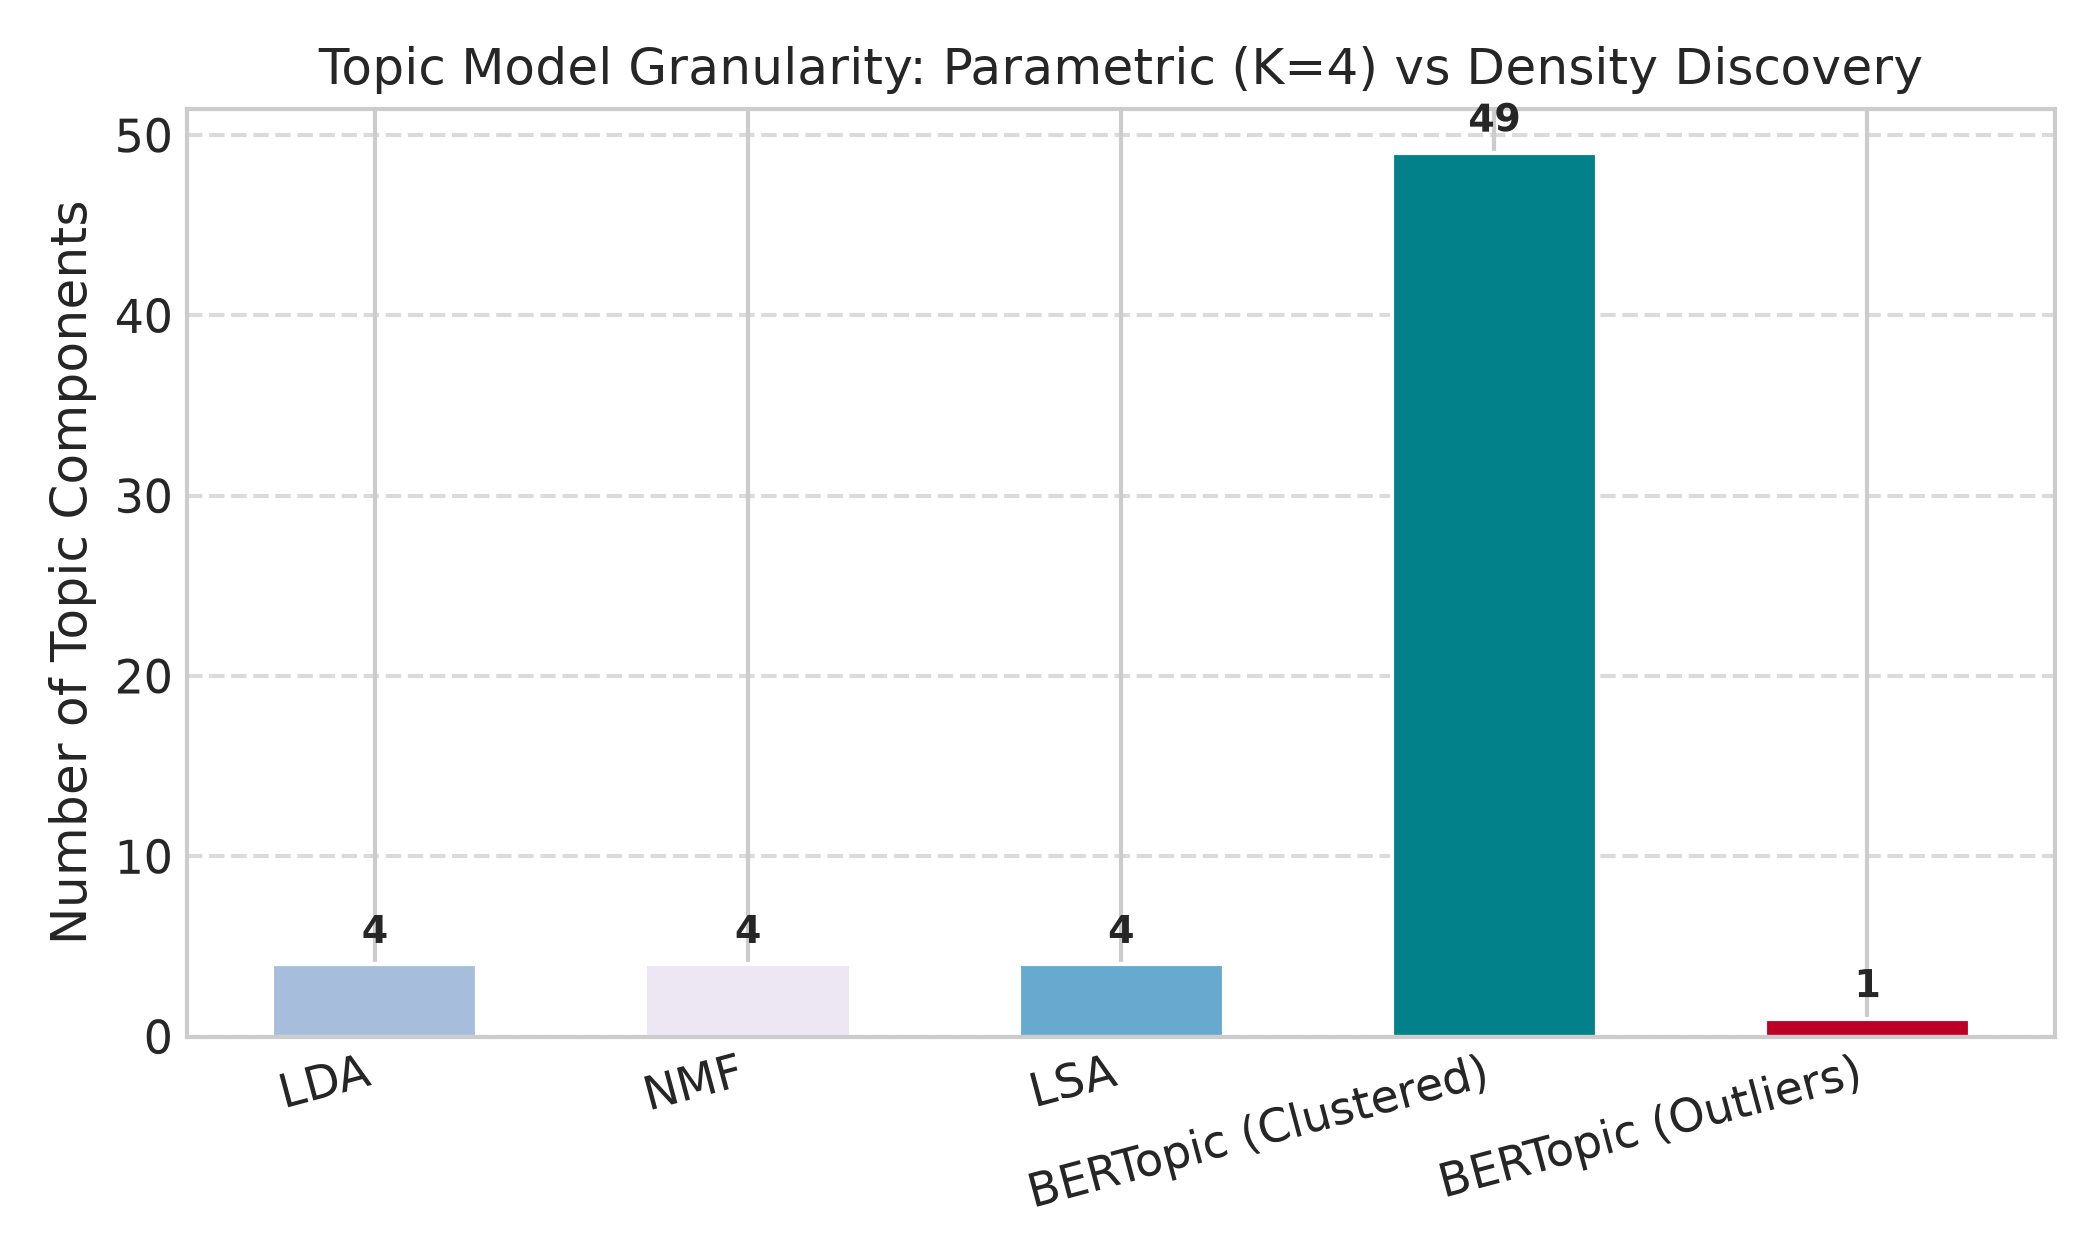 Topic Model Granularity: Parametric (K=4) vs Density Discovery
Number of Topic Components
50
40
30
20
10
0
4
4
4
49
1
LDA
NMF
LSA
BERTopic (Clustered)
BERTopic (Outliers)